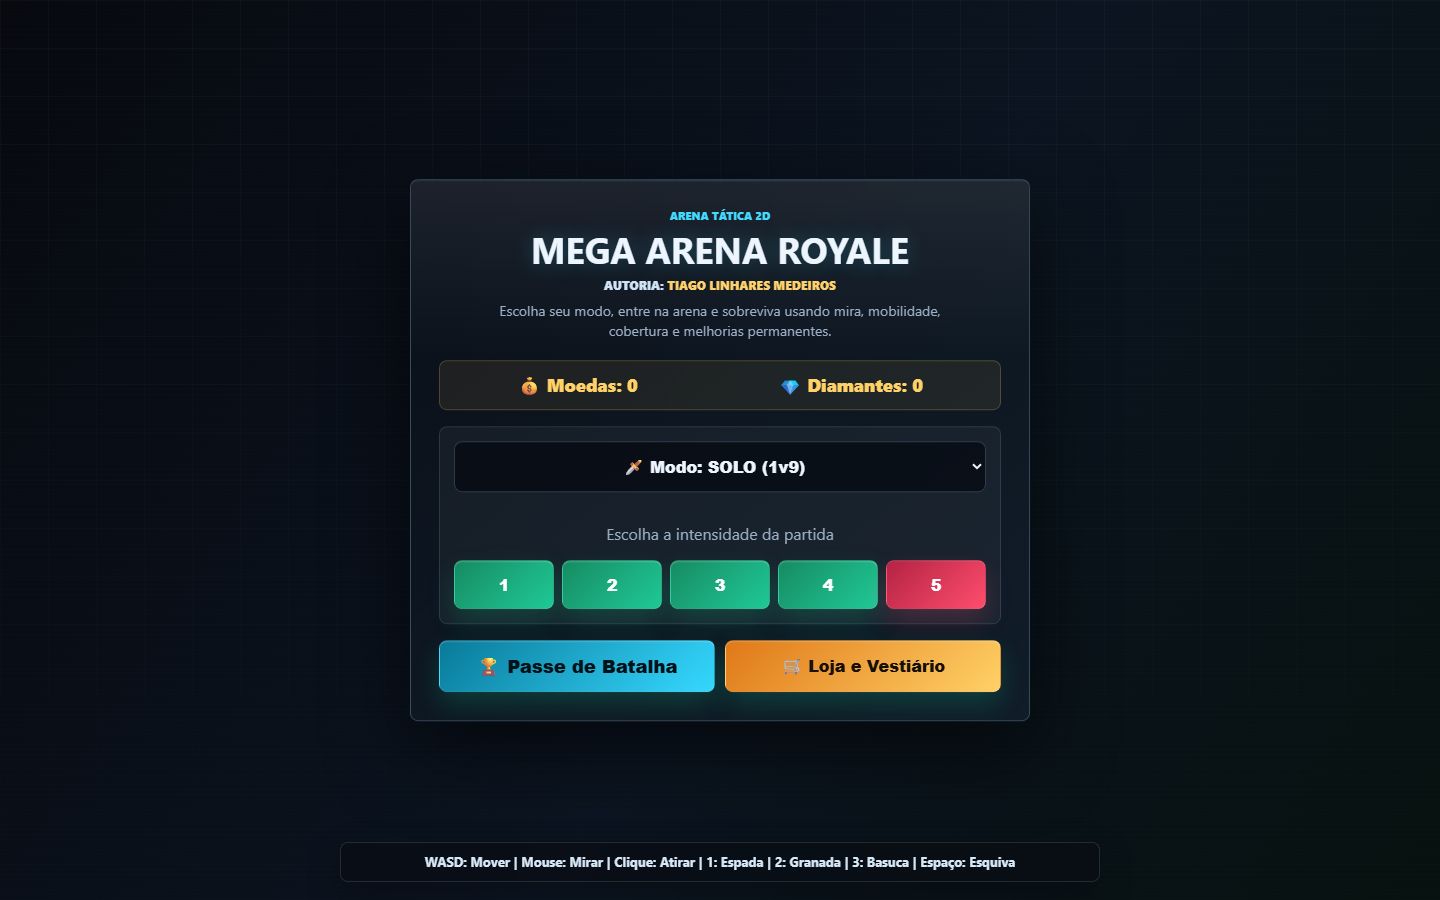 ARENA TÁTICA 2D
MEGA ARENA ROYALE
AUTORIA: TIAGO LINHARES MEDEIROS
Escolha seu modo, entre na arena e sobreviva usando mira, mobilidade,
cobertura e melhorias permanentes.
💰 Moedas: 0 💎 Diamantes: 0
🗡️ Modo: SOLO (1v9)
Escolha a intensidade da partida
1 2 3 4 5
🏆 Passe de Batalha 🛒 Loja e Vestiário
WASD: Mover | Mouse: Mirar | Clique: Atirar | 1: Espada | 2: Granada | 3: Basuca | Espaço: Esquiva